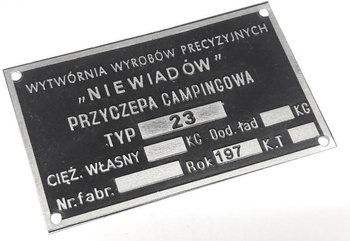 WYTWÓRNIA WYROBÓW PRECYZYJNYCH
„NIEWIADÓW"
PRZYCZEPA CAMPINGOWA
TYP 23
CIĘŻ. WŁASNY KG Dod. ład KG
Nr. fabr. Rok 197 K.T